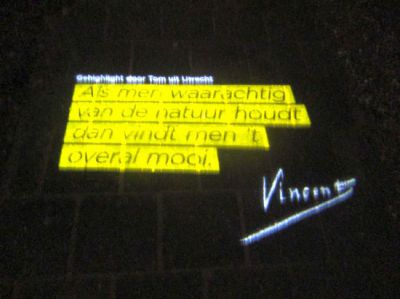 Gehighlight door Tom uit Utrecht
Als men waarachtig
van de natuur houdt
dan vindt men 't
overal mooi.
Vincent